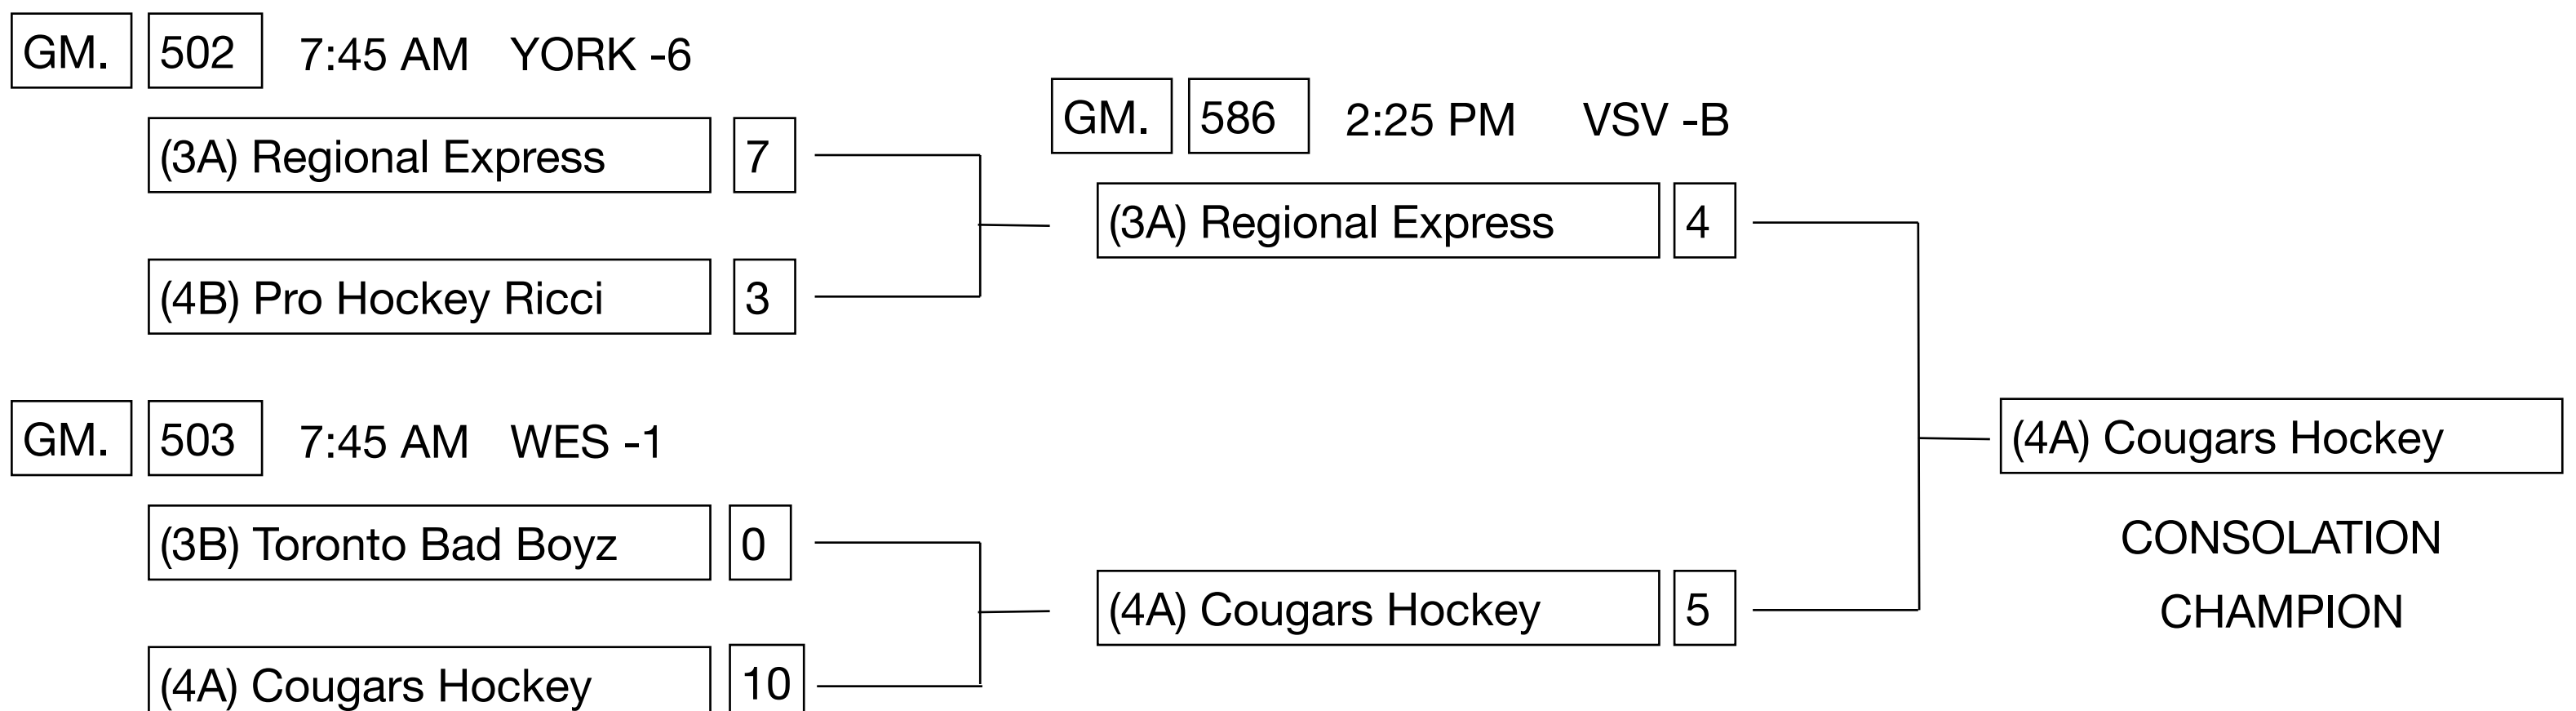 GM. 502 7:45 AM YORK -6
(3A) Regional Express 7
(4B) Pro Hockey Ricci 3
GM. 503 7:45 AM WES -1
(3B) Toronto Bad Boyz 0
(4A) Cougars Hockey 10
GM. 586 2:25 PM VSV -B
(3A) Regional Express 4
(4A) Cougars Hockey 5
(4A) Cougars Hockey
CONSOLATION
CHAMPION